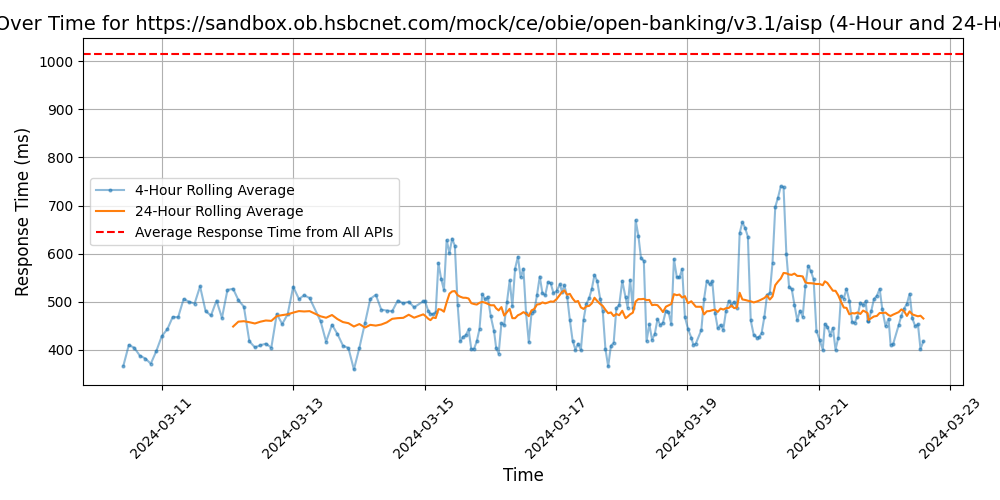 Over Time for https://sandbox.ob.hsbcnet.com/mock/ce/obie/open-banking/v3.1/aisp (4-Hour and 24-Ho
Response Time (ms)
1000
900
800
700
600
500
400
4-Hour Rolling Average
24-Hour Rolling Average
Average Response Time from All APIs
2024-03-11
2024-03-13
2024-03-15
2024-03-17
2024-03-19
2024-03-21
2024-03-23
Time